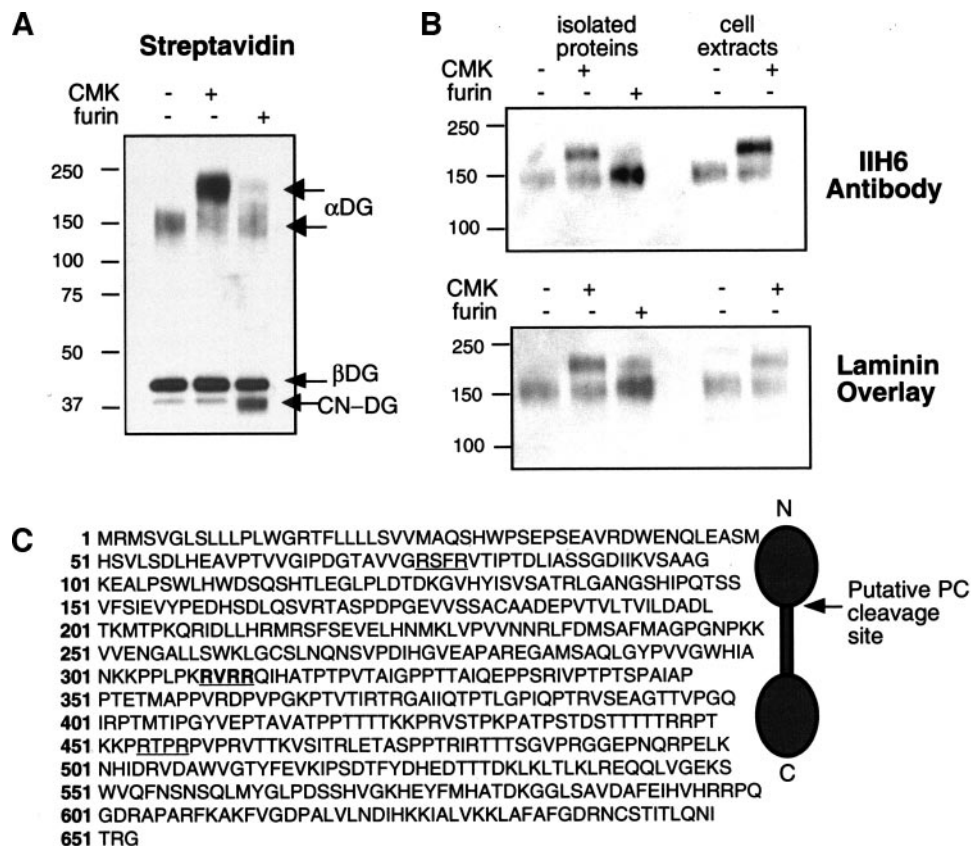 A
Streptavidin
CMK - + -
furin - - +
250
150
100
75
50
37
αDG
βDG
CN–DG
B
isolated proteins
cell extracts
CMK - + - - +
furin - - + - -
250
150
100
IIH6 Antibody
CMK - + - - +
furin - - + - -
250
150
100
Laminin Overlay
C
1 MRMSVGLSLLLPLWGRTFLLLLSVVMAQSHWPSEPSEAVRDWENQLEASM
51 HSVLSDLHEAVPTVVGIPDGTAVVGRSFRVTIPTDLIASSGDIIKVSAAG
101 KEALPSWLHWDSQSHTLEGLPLDTDKGVHYISVSATRLGANGSHIPQTSS
151 VFSIEVYPEDHSDLQSVRTASPDPGEVVSSACAADEPVTVLTVILDADL
201 TKMTPKQRIDLLHRMRSFSEVELHNMKLVPVVNNRLFDMSAFMAGPGNPKK
251 VVENGALLSWKLGCSLNQNSVPDIHGVEAPAREGAMSAQLGYPVVGWHIA
301 NKKPPLPKRVRRQIHATPTPVTAIGPPTTAIQEPPSRIVPTPTSPAIAP
351 PTETMAPPVRDPVPGKPTVTIRTRGAIIQTPTLGPIQPTRVSEAGTTVPGQ
401 IRPTMTIPGYVEPTAVATPPTTTTKKPRVSTPKPATPSTDSTTTTTRRPT
451 KKPRTPRPVPRVTTKVSITRLETASPPTRIRTTTSGVPRGGEPNQRPELK
501 NHIDRVDAWVGTYFEVKIPSDTFYDHEDTTTDKLKLTLKLREQQLVGEKS
551 WVQFNSNSQLMYGLPDSSHVGKHEYFMHATDKGGLSAVDAFEIHVHRRPQ
601 GDRAPARFKAKFVGDPALVLNDIHKKIALVKKLAFAFGDRNCSTITLQNI
651 TRG
N
Putative PC cleavage site
C